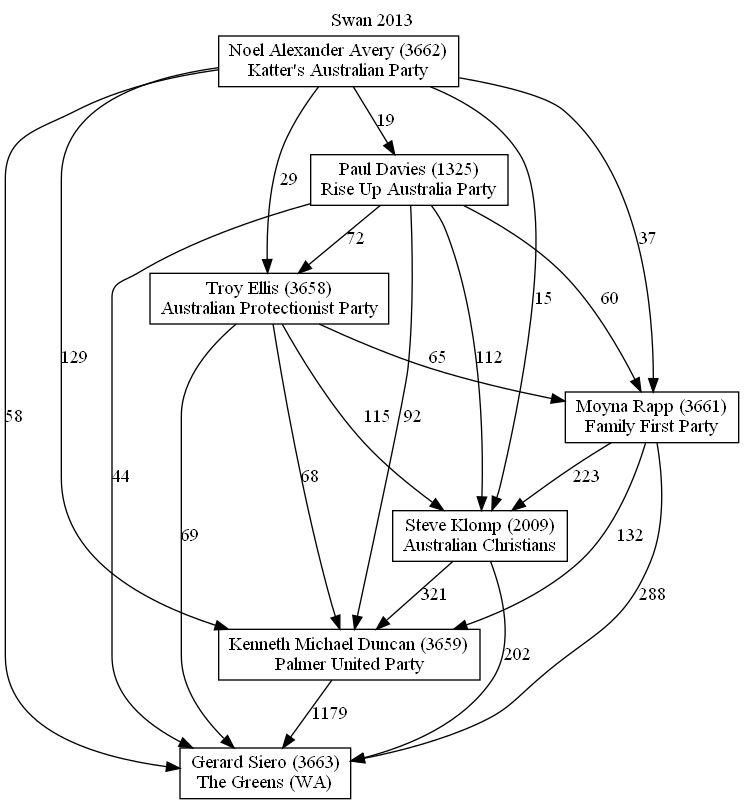 Swan 2013
Noel Alexander Avery (3662)
Katter's Australian Party
19
Paul Davies (1325)
Rise Up Australia Party
29
72
37
Troy Ellis (3658)
Australian Protectionist Party
15
60
129
65
112
Moyna Rapp (3661)
Family First Party
58
115
92
44
68
223
Steve Klomp (2009)
Australian Christians
69
132
321
288
Kenneth Michael Duncan (3659)
Palmer United Party
202
1179
Gerard Siero (3663)
The Greens (WA)